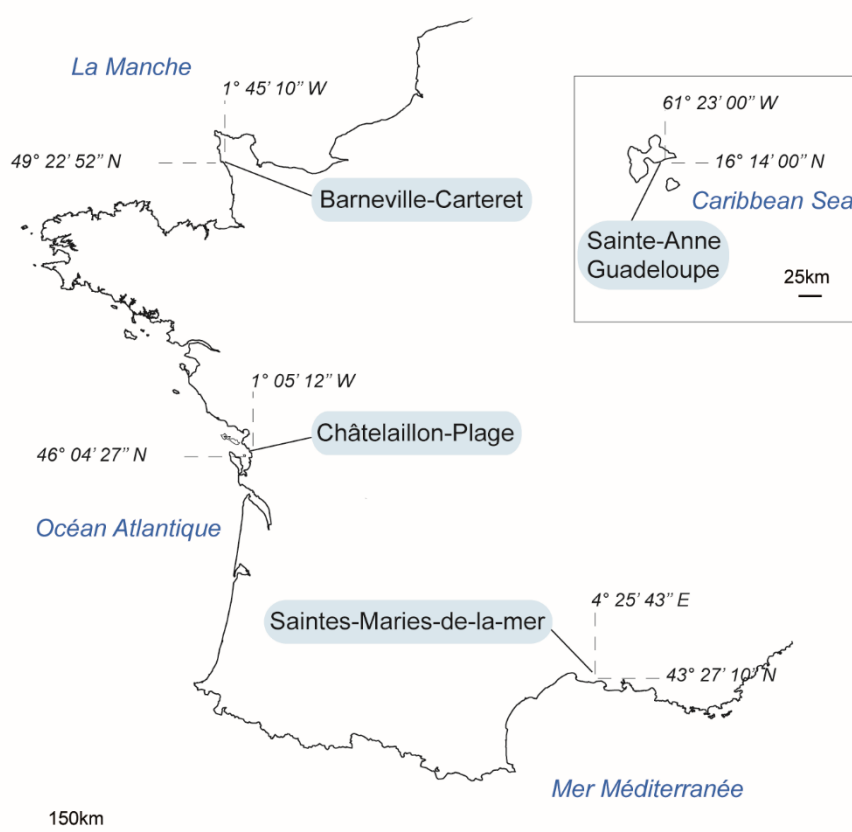 La Manche
1° 45’ 10’’ W
49° 22’ 52’’ N
Barneville-Carteret
61° 23’ 00’’ W
16° 14’ 00’’ N
Caribbean Sea
Sainte-Anne
Guadeloupe
25km
1° 05’ 12’’ W
Châtelaillon-Plage
46° 04’ 27’’ N
Océan Atlantique
4° 25’ 43’’ E
Saintes-Maries-de-la-mer
43° 27’ 10’’ N
Mer Méditerranée
150km